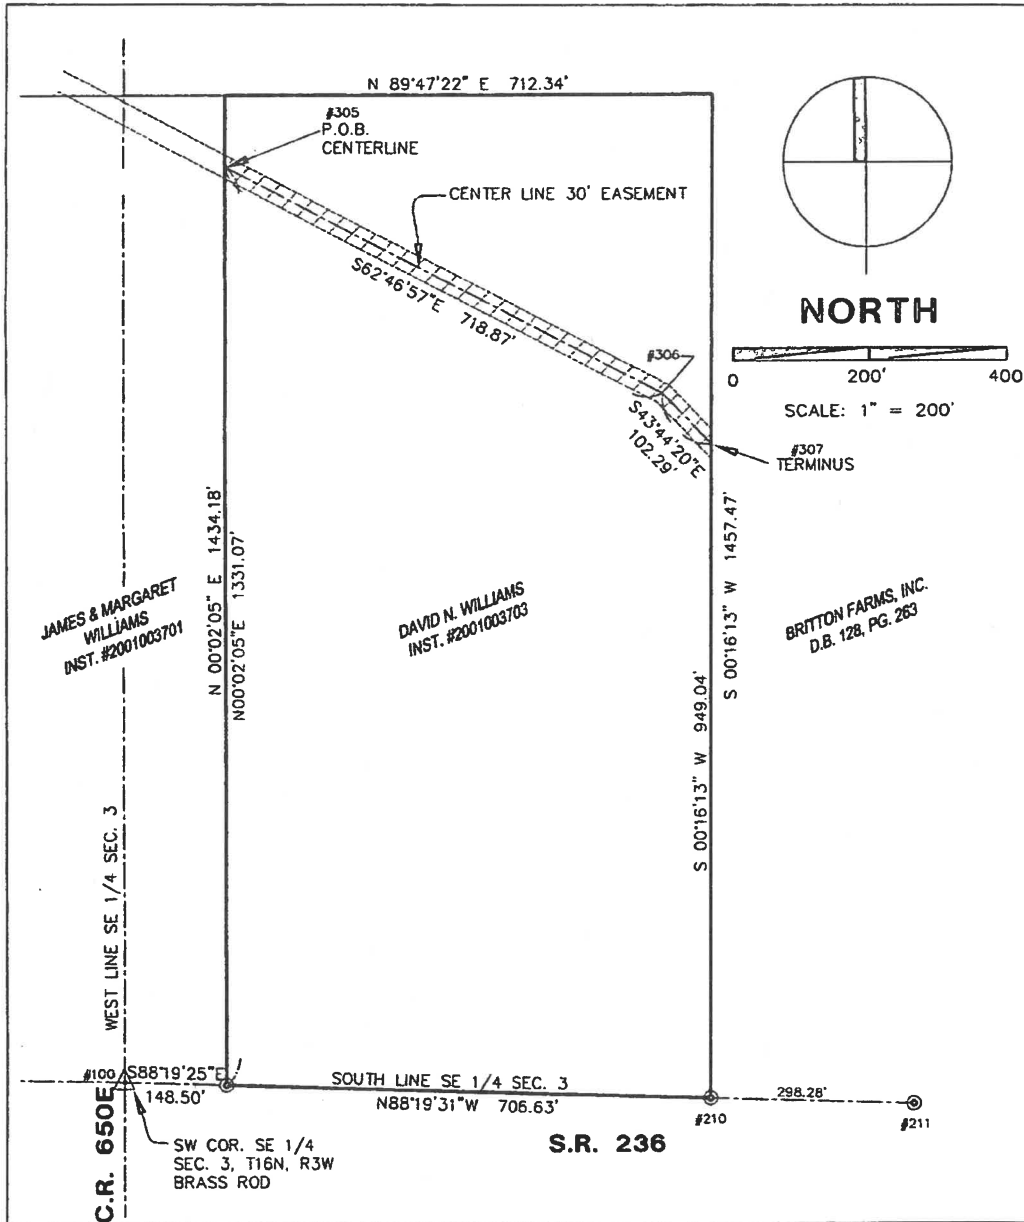 N 89°47'22" E 712.34'
#305
P.O.B.
CENTERLINE
CENTER LINE 30' EASEMENT
S62°46'57"E 718.87'
NORTH
0 200' 400'
SCALE: 1" = 200'
#306
S43°44'20"E
102.29'
#307
TERMINUS
N 00°02'05" E 1434.18'
N00°02'05"E 1331.07'
S 00°16'13" W 1457.47'
S 00°16'13" W 949.04'
JAMES & MARGARET
WILLIAMS
INST. #2001003701
DAVID N. WILLIAMS
INST. #2001003703
BRITTON FARMS, INC.
D.B. 128, PG. 263
WEST LINE SE 1/4 SEC. 3
#100
S88°19'25"E
148.50'
SOUTH LINE SE 1/4 SEC. 3
N88°19'31"W 706.63'
#210
298.28'
#211
S.R. 236
C.R. 650E
SW COR. SE 1/4
SEC. 3, T16N, R3W
BRASS ROD